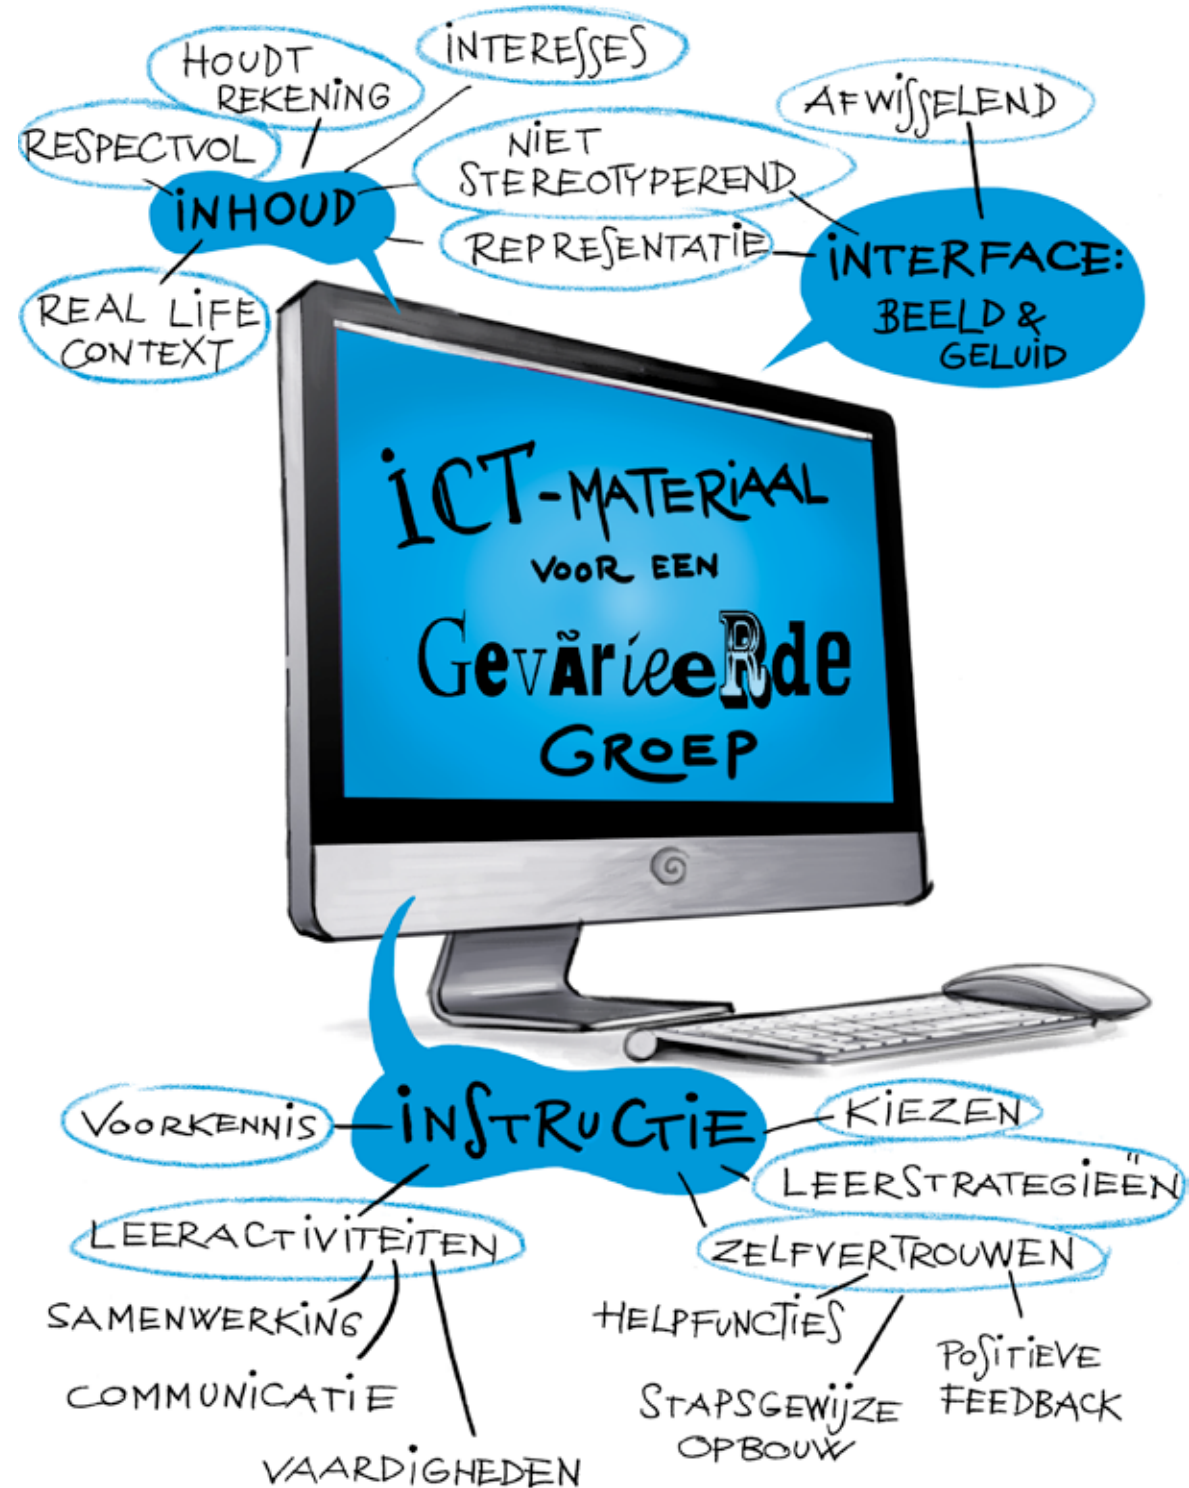 HOUDT
REKENING
INTERESSES
AFWISSELEND
RESPECTVOL
NIET
STEREOTYPEREND
INHOUD
REPRESENTATIE
INTERFACE:
BEELD &
GELUID
REAL LIFE
CONTEXT
ICT-MATERIAAL
VOOR EEN
GevãrieeRde
GROEP
INSTRUCTIE
VOORKENNIS
KIEZEN
LEERSTRATEGIEËN
LEERACTIVITEITEN
ZELFVERTROUWEN
SAMENWERKING
HELPFUNCTIES
COMMUNICATIE
POSITIEVE
FEEDBACK
STAPSGEWIJZE
OPBOUW
VAARDIGHEDEN